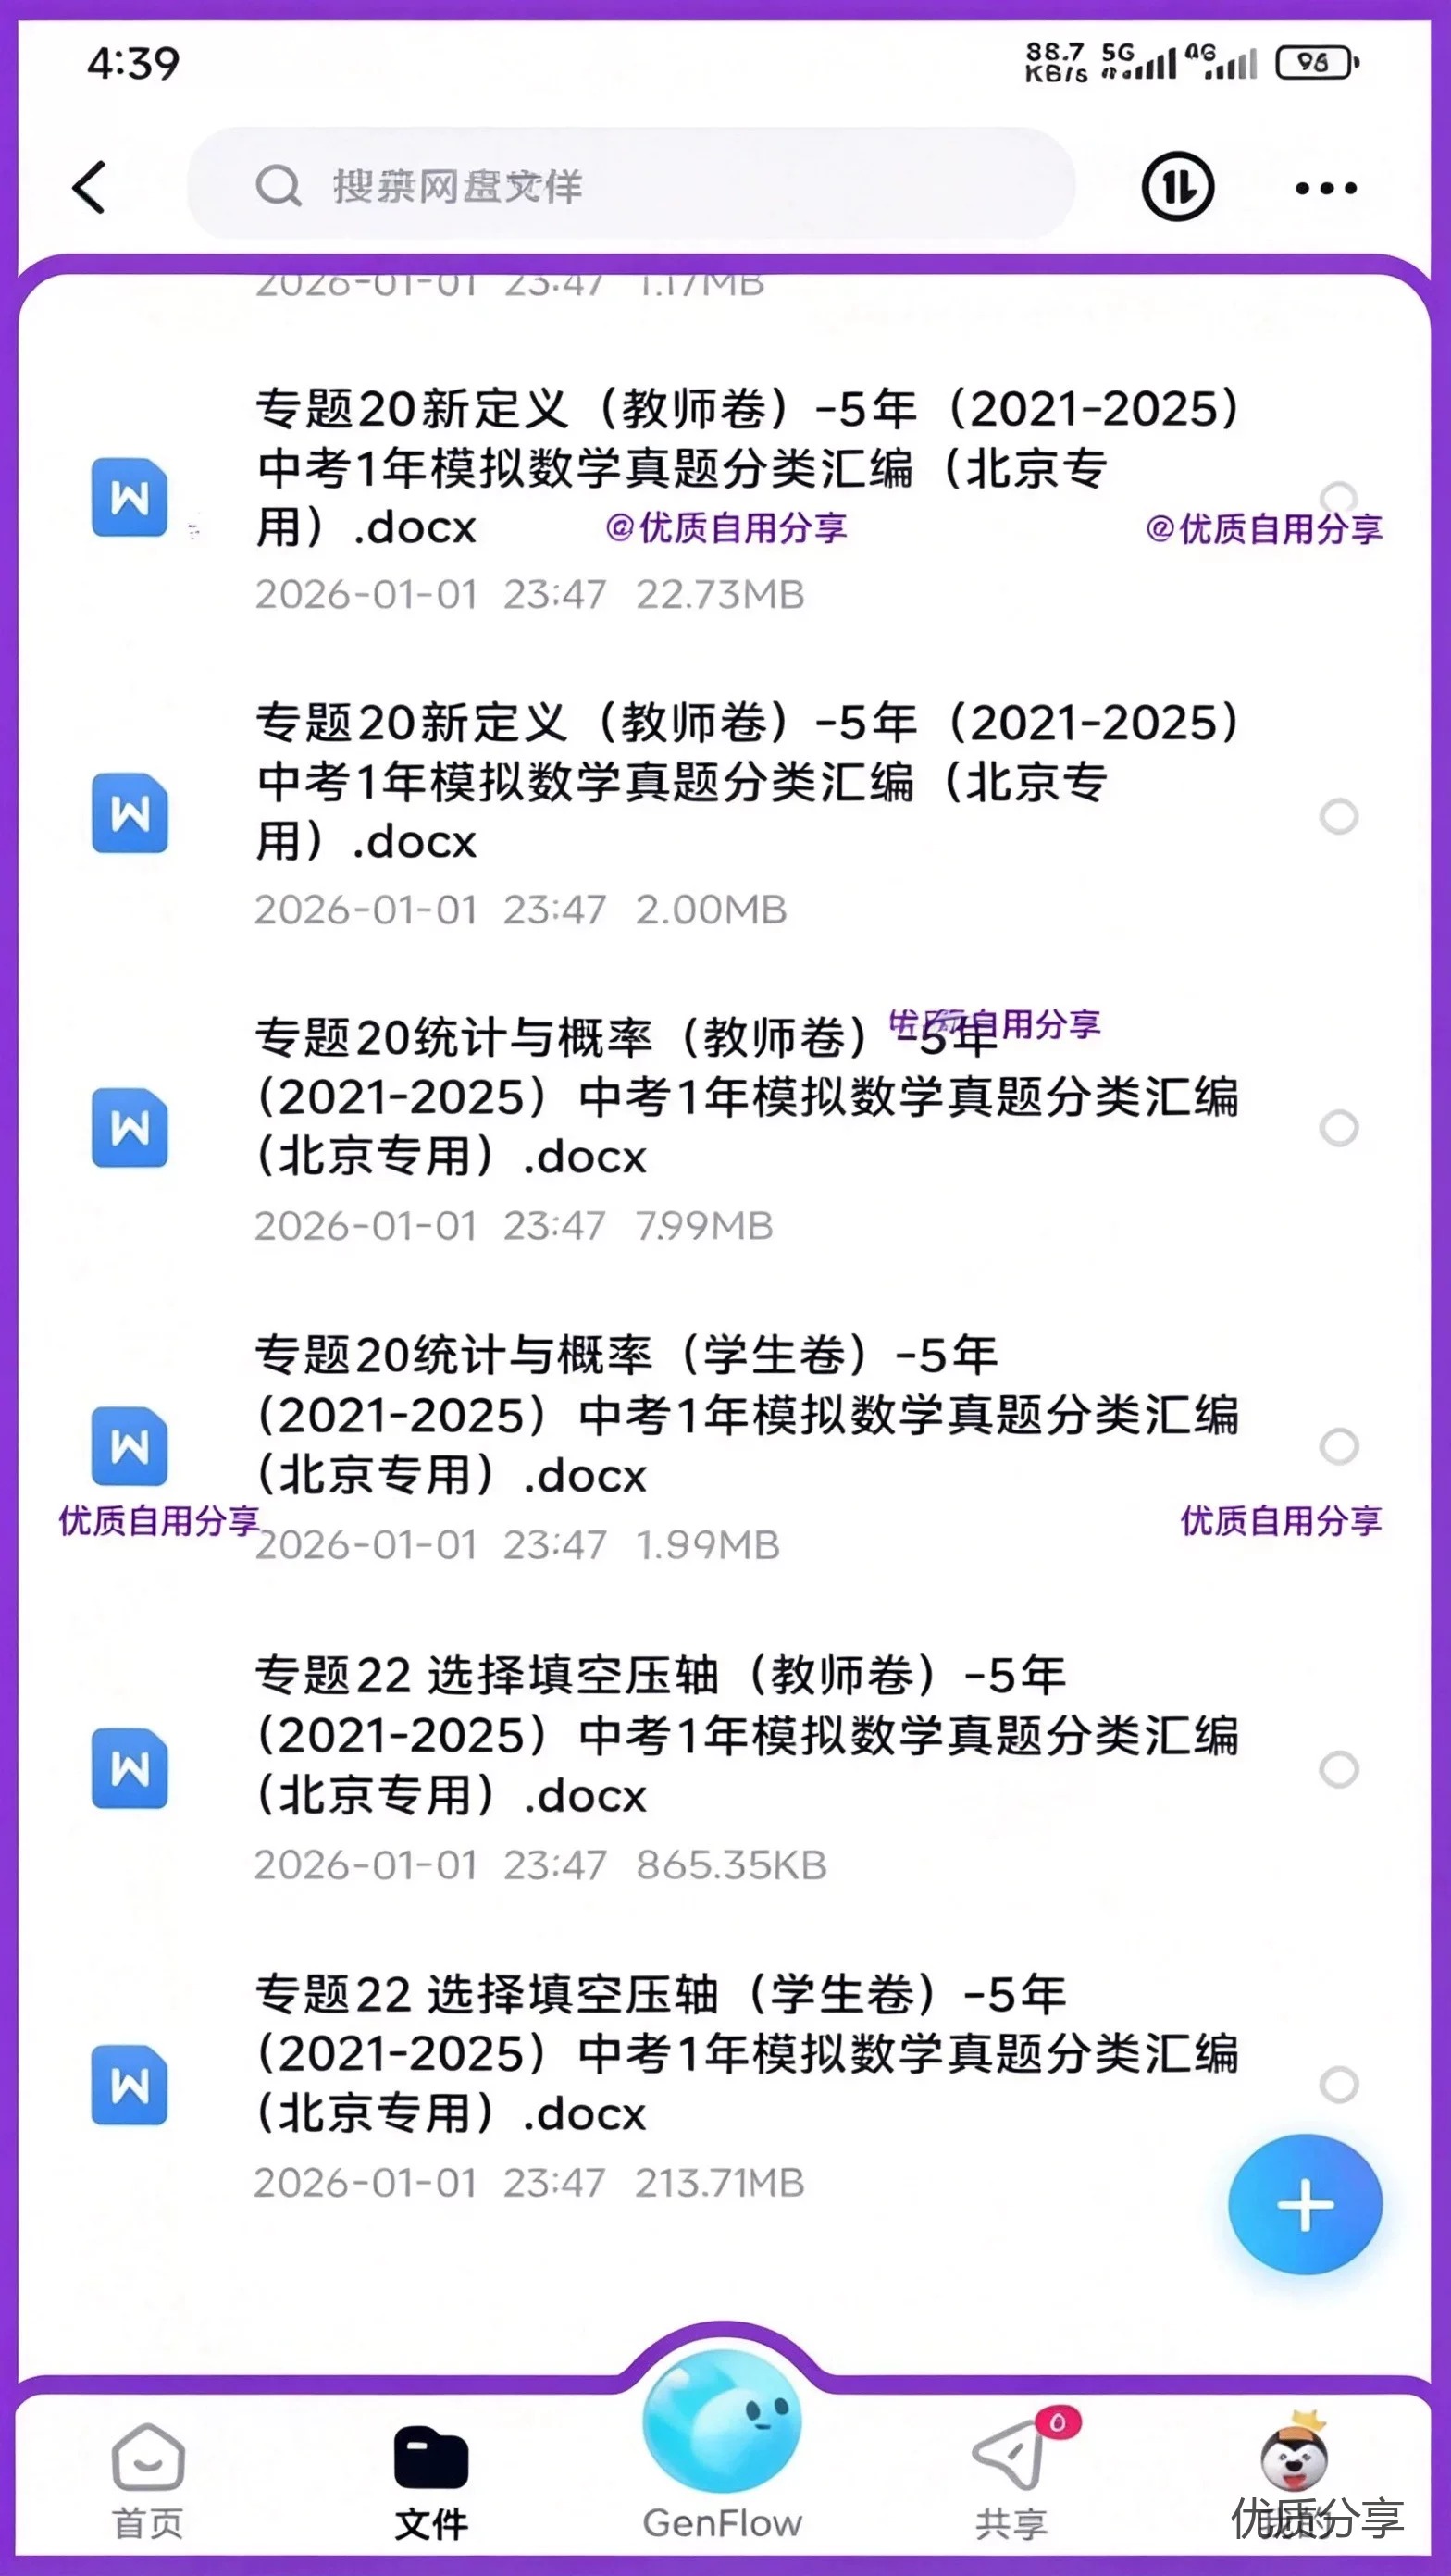 4:39
88.7 5G 4G
KB/s 96
搜索网盘文件
2026-01-01 23:47 1.17MB
专题20新定义（教师卷）-5年（2021-2025）
中考1年模拟数学真题分类汇编（北京专
用）.docx
@优质自用分享
@优质自用分享
2026-01-01 23:47 22.73MB
专题20新定义（教师卷）-5年（2021-2025）
中考1年模拟数学真题分类汇编（北京专
用）.docx
2026-01-01 23:47 2.00MB
优质自用分享
专题20统计与概率（教师卷）-5年
（2021-2025）中考1年模拟数学真题分类汇编
（北京专用）.docx
2026-01-01 23:47 7.99MB
专题20统计与概率（学生卷）-5年
（2021-2025）中考1年模拟数学真题分类汇编
（北京专用）.docx
优质自用分享
优质自用分享
2026-01-01 23:47 1.99MB
专题22 选择填空压轴（教师卷）-5年
（2021-2025）中考1年模拟数学真题分类汇编
（北京专用）.docx
2026-01-01 23:47 865.35KB
专题22 选择填空压轴（学生卷）-5年
（2021-2025）中考1年模拟数学真题分类汇编
（北京专用）.docx
2026-01-01 23:47 213.71MB
0
首页
文件
GenFlow
共享
优质分享